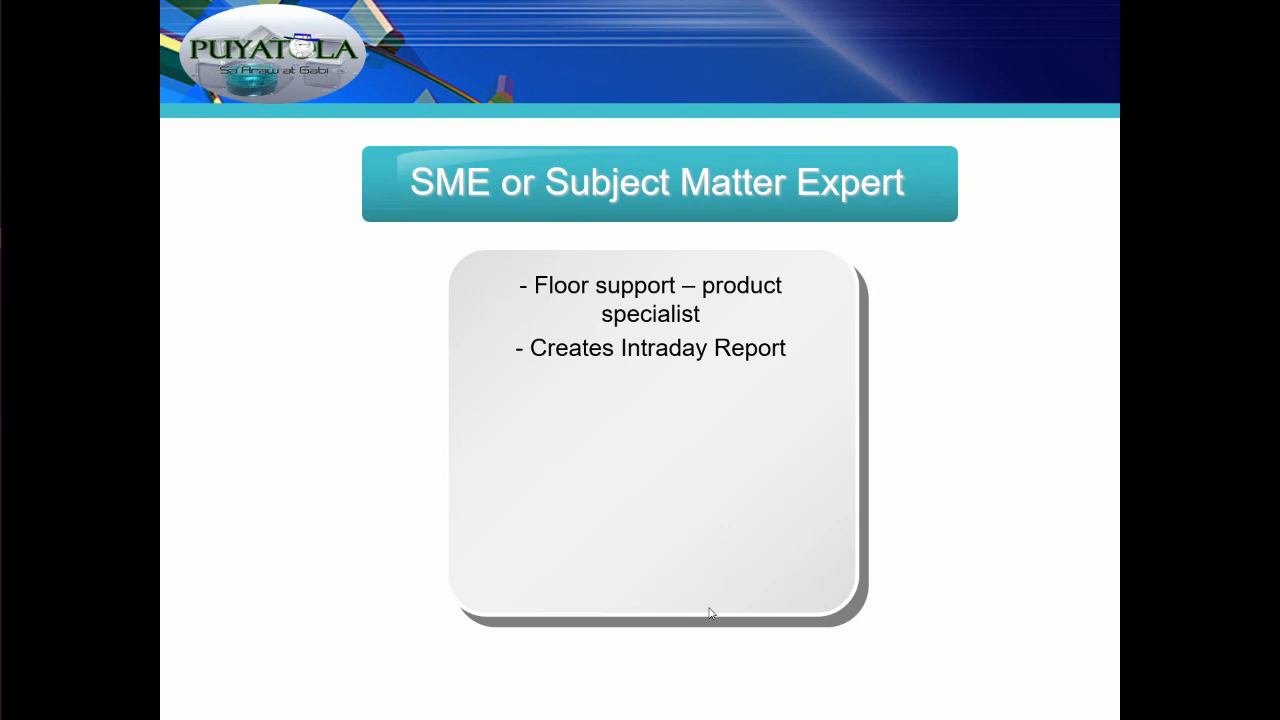 PUYATOLA
Sa Araw at Gabi
SME or Subject Matter Expert
- Floor support – product
specialist
- Creates Intraday Report